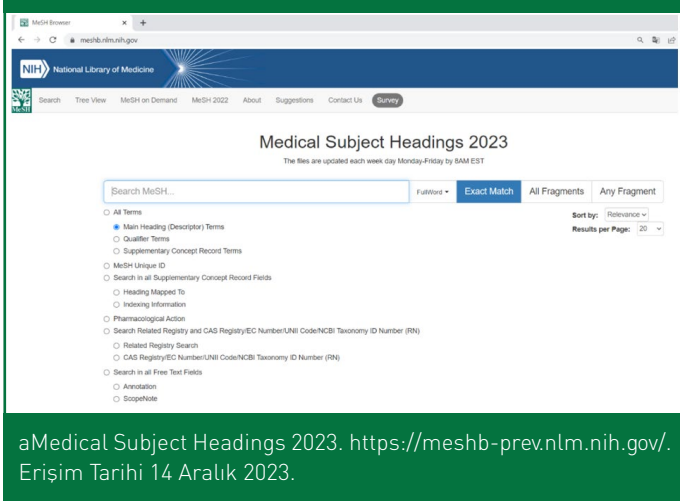 MeSH Browser
meshb.nlm.nih.gov
NIH National Library of Medicine
MeSH Search Tree View MeSH on Demand MeSH 2022 About Suggestions Contact Us Survey
Medical Subject Headings 2023
The files are updated each week day Monday-Friday by 8AM EST
Search MeSH... FullWord Exact Match All Fragments Any Fragment
All Terms
Sort by: Relevance
Main Heading (Descriptor) Terms
Results per Page: 20
Qualifier Terms
Supplementary Concept Record Terms
MeSH Unique ID
Search in all Supplementary Concept Record Fields
Heading Mapped To
Indexing Information
Pharmacological Action
Search Related Registry and CAS Registry/EC Number/UNII Code/NCBI Taxonomy ID Number (RN)
Related Registry Search
CAS Registry/EC Number/UNII Code/NCBI Taxonomy ID Number (RN)
Search in all Free Text Fields
Annotation
ScopeNote
aMedical Subject Headings 2023. https://meshb-prev.nlm.nih.gov/.
Erişim Tarihi 14 Aralık 2023.